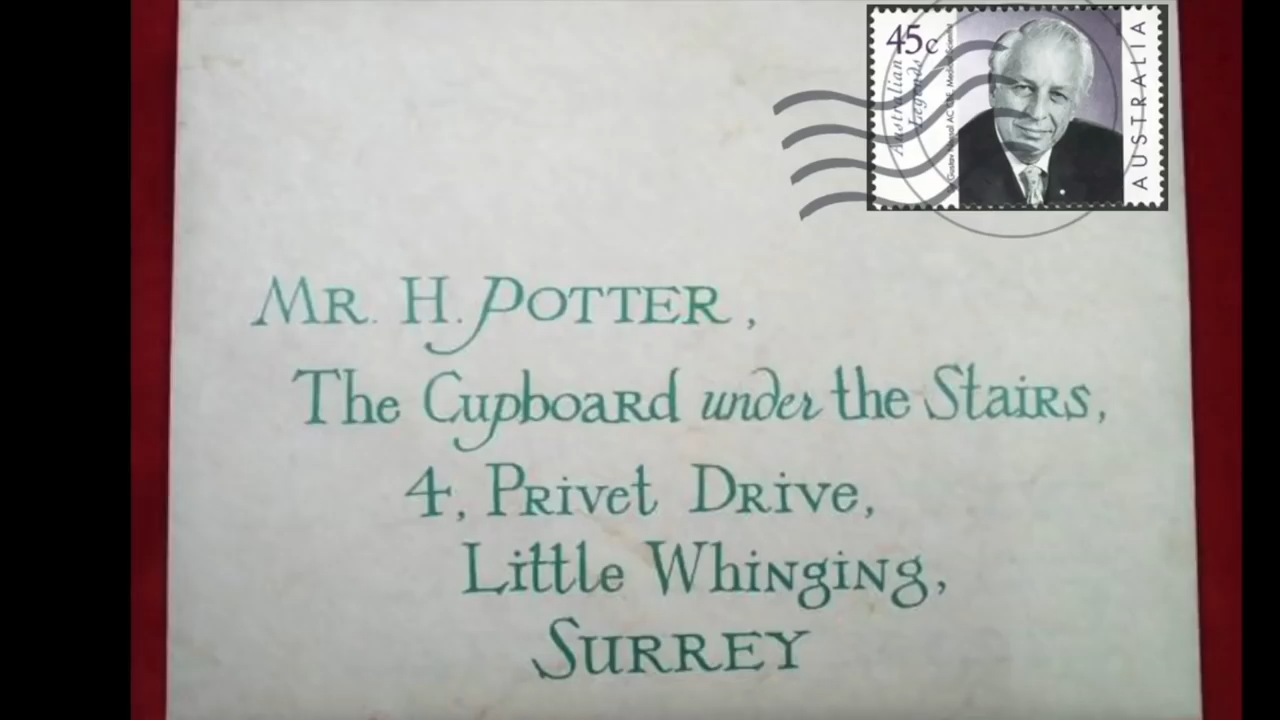 45c
Australian
Legends
AUSTRALIA
MR. H. POTTER,
The Cupboard under the Stairs,
4, Privet Drive,
Little Whinging,
SURREY